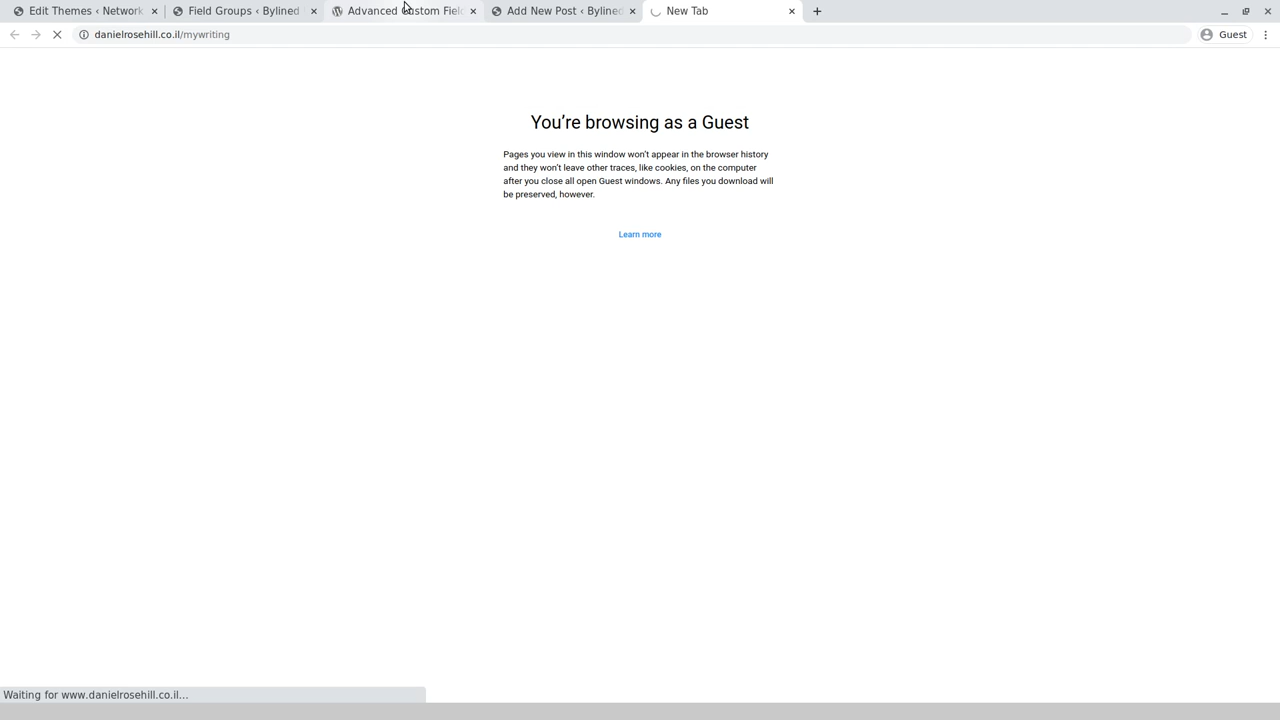 Edit Themes ‹ Network
Field Groups ‹ Bylined
Advanced Custom Fiel
Add New Post ‹ Bylined
New Tab
danielrosehill.co.il/mywriting
Guest
You’re browsing as a Guest
Pages you view in this window won’t appear in the browser history
and they won’t leave other traces, like cookies, on the computer
after you close all open Guest windows. Any files you download will
be preserved, however.
Learn more
Waiting for www.danielrosehill.co.il...